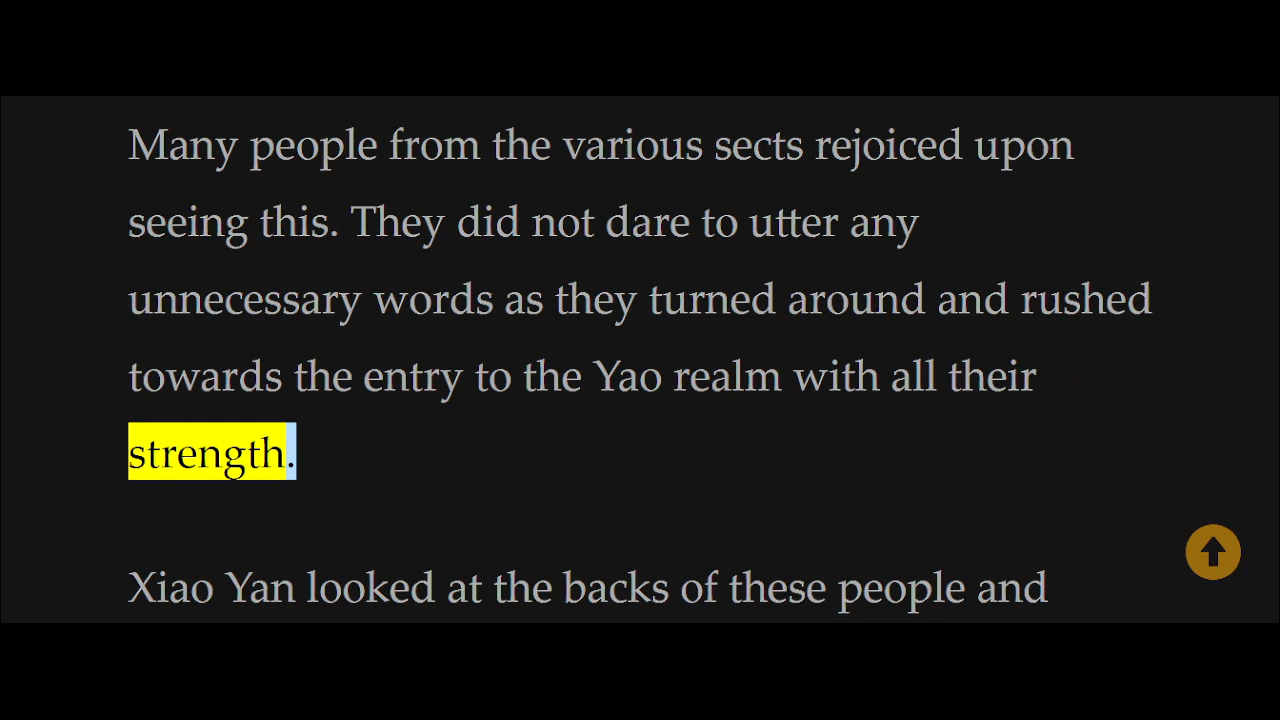 Many people from the various sects rejoiced upon
seeing this. They did not dare to utter any
unnecessary words as they turned around and rushed
towards the entry to the Yao realm with all their
strength.
Xiao Yan looked at the backs of these people and